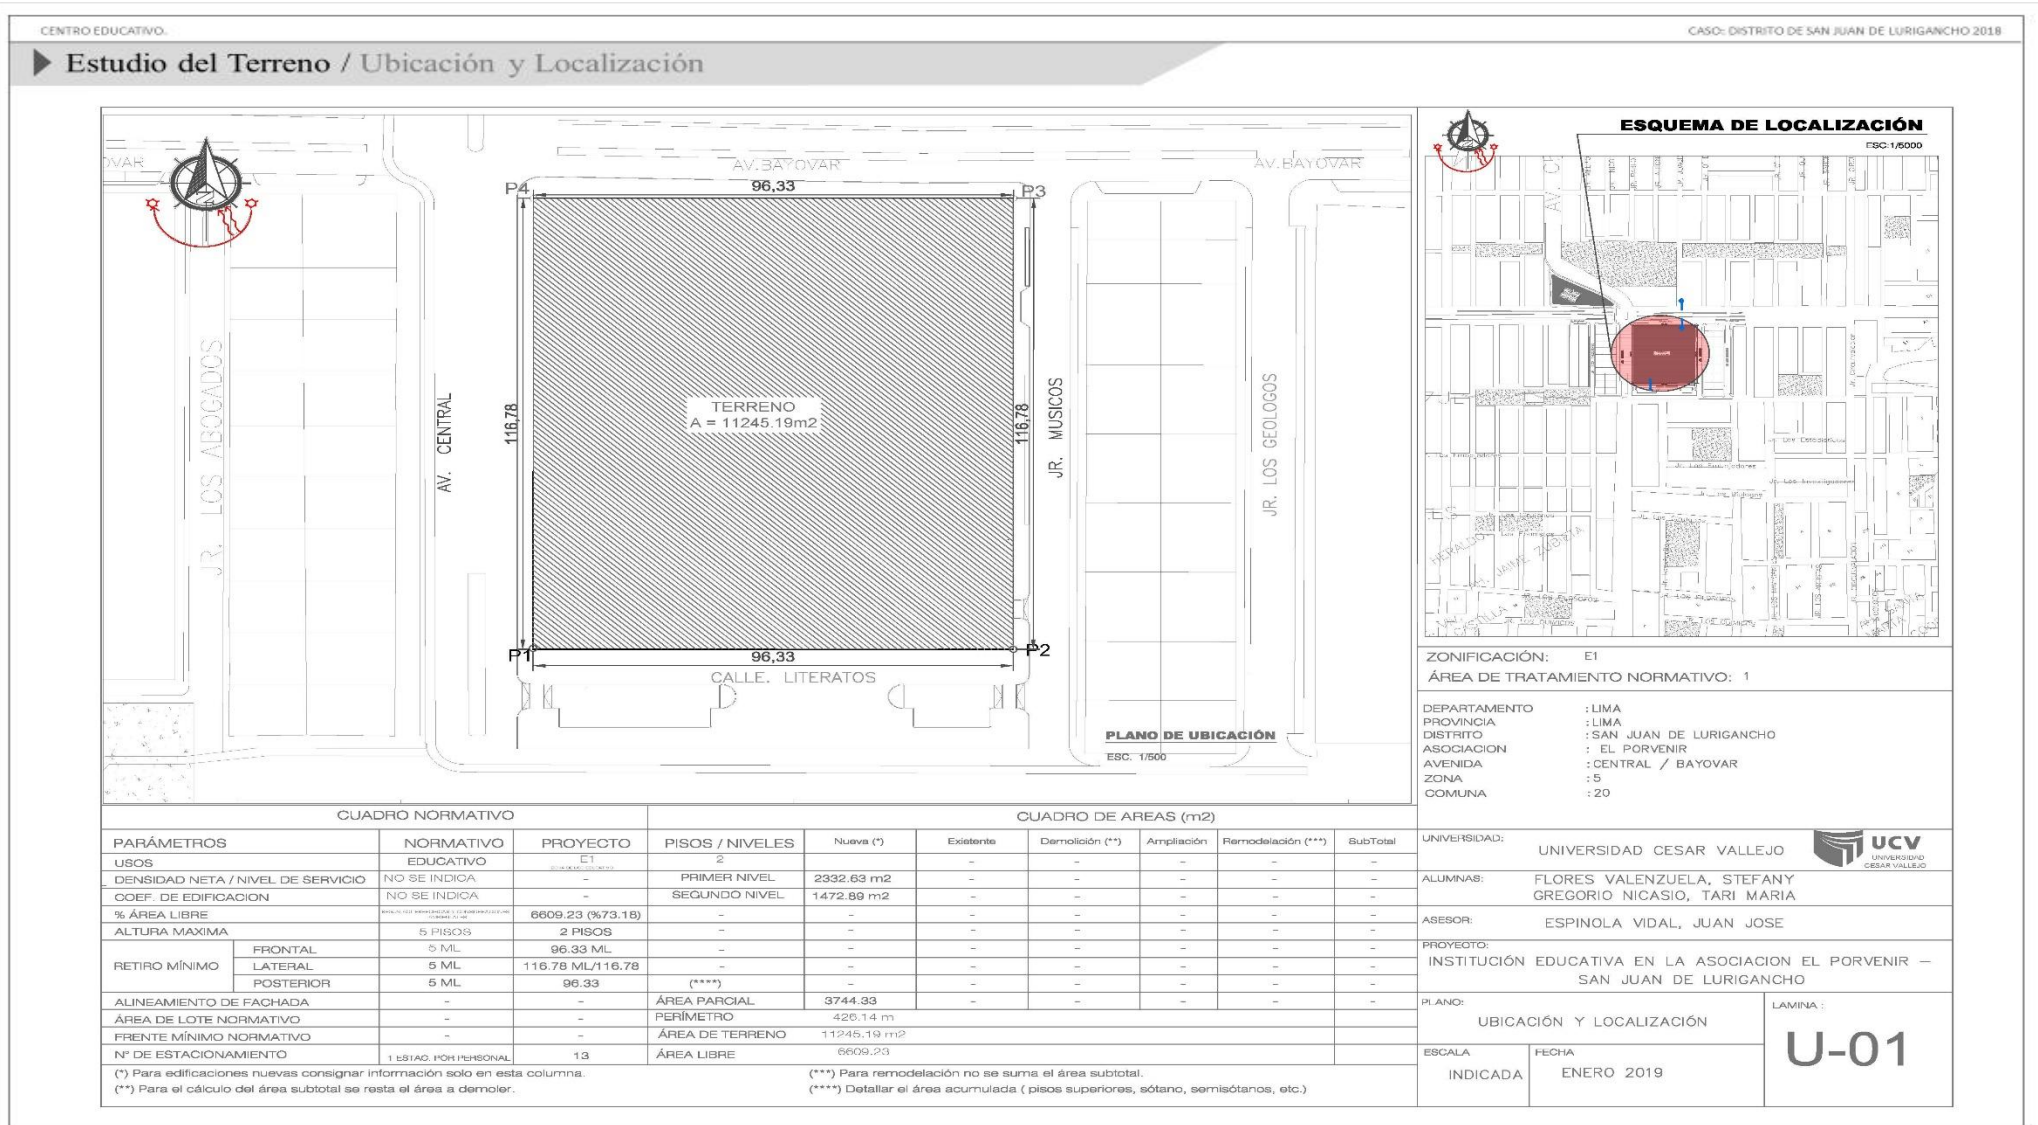 CENTRO EDUCATIVO.
CASO: DISTRITO DE SAN JUAN DE LURIGANCHO 2018
Estudio del Terreno / Ubicación y Localización
OVAR
AV.BAYOVAR
AV.BAYOVAR
P4
96,33
P3
JR. LOS ABOGADOS
AV. CENTRAL
116,78
TERRENO
A = 11245.19m2
116,78
JR. MUSICOS
JR. LOS GEOLOGOS
P1
96,33
P2
CALLE. LITERATOS
PLANO DE UBICACIÓN
ESC. 1/500
ESQUEMA DE LOCALIZACIÓN
ESC:1/5000
ZONIFICACIÓN: E1
ÁREA DE TRATAMIENTO NORMATIVO: 1
DEPARTAMENTO : LIMA
PROVINCIA : LIMA
DISTRITO : SAN JUAN DE LURIGANCHO
ASOCIACION : EL PORVENIR
AVENIDA : CENTRAL / BAYOVAR
ZONA : 5
COMUNA : 20
CUADRO NORMATIVO
PARÁMETROS NORMATIVO PROYECTO
USOS EDUCATIVO E1
DENSIDAD NETA / NIVEL DE SERVICIO NO SE INDICA -
COEF. DE EDIFICACION NO SE INDICA -
% ÁREA LIBRE 6609.23 (%73.18)
ALTURA MAXIMA 5 PISOS 2 PISOS
RETIRO MÍNIMO
FRONTAL 5 ML 96.33 ML
LATERAL 5 ML 116.78 ML/116.78
POSTERIOR 5 ML 96.33
ALINEAMIENTO DE FACHADA - -
ÁREA DE LOTE NORMATIVO - -
FRENTE MÍNIMO NORMATIVO - -
N° DE ESTACIONAMIENTO 1 ESTAC. POR PERSONAL 13
CUADRO DE AREAS (m2)
PISOS / NIVELES Nueva (*) Existente Demolición (**) Ampliación Remodelación (***) SubTotal
2 - - - - -
PRIMER NIVEL 2332.63 m2 - - - - -
SEGUNDO NIVEL 1472.89 m2 - - - - -
- - - - - - -
- - - - - - -
- - - - - - -
- - - - - - -
(****) - - - - - -
ÁREA PARCIAL 3744.33 - - - - -
PERÍMETRO 426.14 m
ÁREA DE TERRENO 11245.19 m2
ÁREA LIBRE 6609.23
(*) Para edificaciones nuevas consignar información solo en esta columna.
(**) Para el cálculo del área subtotal se resta el área a demoler.
(***) Para remodelación no se suma el área subtotal.
(****) Detallar el área acumulada ( pisos superiores, sótano, semisótanos, etc.)
UNIVERSIDAD:
UNIVERSIDAD CESAR VALLEJO
UCV
UNIVERSIDAD
CESAR VALLEJO
ALUMNAS: FLORES VALENZUELA, STEFANY
GREGORIO NICASIO, TARI MARIA
ASESOR: ESPINOLA VIDAL, JUAN JOSE
PROYECTO:
INSTITUCIÓN EDUCATIVA EN LA ASOCIACION EL PORVENIR –
SAN JUAN DE LURIGANCHO
PLANO:
UBICACIÓN Y LOCALIZACIÓN
LAMINA :
U-01
ESCALA
INDICADA
FECHA
ENERO 2019